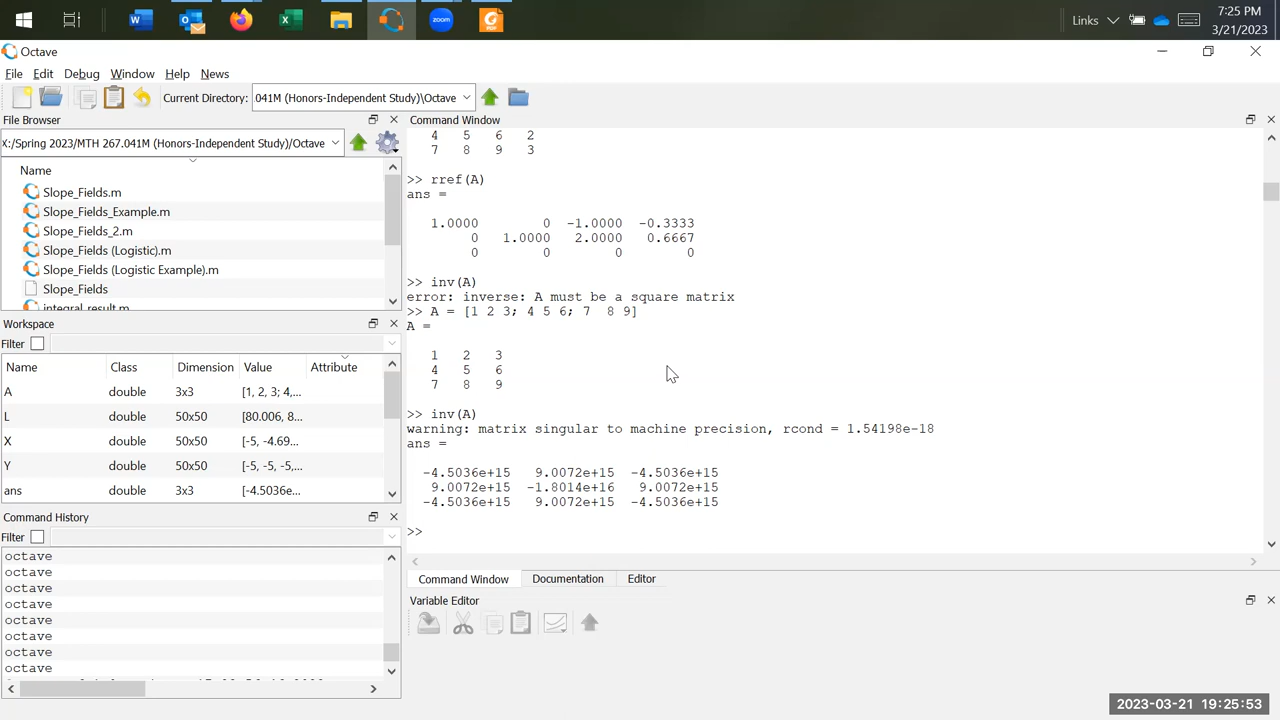 Links
7:25 PM
3/21/2023
zoom
Octave
File Edit Debug Window Help News
Current Directory: 041M (Honors-Independent Study)\Octave
File Browser
X:/Spring 2023/MTH 267.041M (Honors-Independent Study)/Octave
Name
Slope_Fields.m
Slope_Fields_Example.m
Slope_Fields_2.m
Slope_Fields (Logistic).m
Slope_Fields (Logistic Example).m
Slope_Fields
integral_result.m
Workspace
Filter
Name Class Dimension Value Attribute
A double 3x3 [1, 2, 3; 4,...
L double 50x50 [80.006, 8...
X double 50x50 [-5, -4.69...
Y double 50x50 [-5, -5, -5,...
ans double 3x3 [-4.5036e...
Command History
Filter
octave
octave
octave
octave
octave
octave
octave
octave
Command Window
4 5 6 2
7 8 9 3
>> rref(A)
ans =
1.0000 0 -1.0000 -0.3333
0 1.0000 2.0000 0.6667
0 0 0 0
>> inv(A)
error: inverse: A must be a square matrix
>> A = [1 2 3; 4 5 6; 7  8 9]
A =
1 2 3
4 5 6
7 8 9
>> inv(A)
warning: matrix singular to machine precision, rcond = 1.54198e-18
ans =
-4.5036e+15 9.0072e+15 -4.5036e+15
9.0072e+15 -1.8014e+16 9.0072e+15
-4.5036e+15 9.0072e+15 -4.5036e+15
>>
Command Window Documentation Editor
Variable Editor
2023-03-21 19:25:53